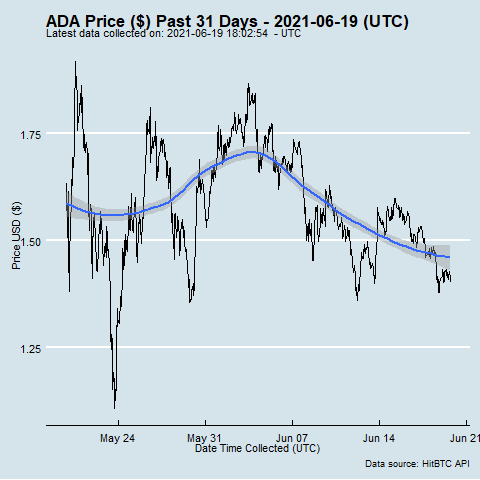 ADA Price ($) Past 31 Days - 2021-06-19 (UTC)
Latest data collected on: 2021-06-19 18:02:54  - UTC
Price USD ($)
1.75
1.50
1.25
May 24
May 31
Jun 07
Jun 14
Jun 21
Date Time Collected (UTC)
Data source: HitBTC API